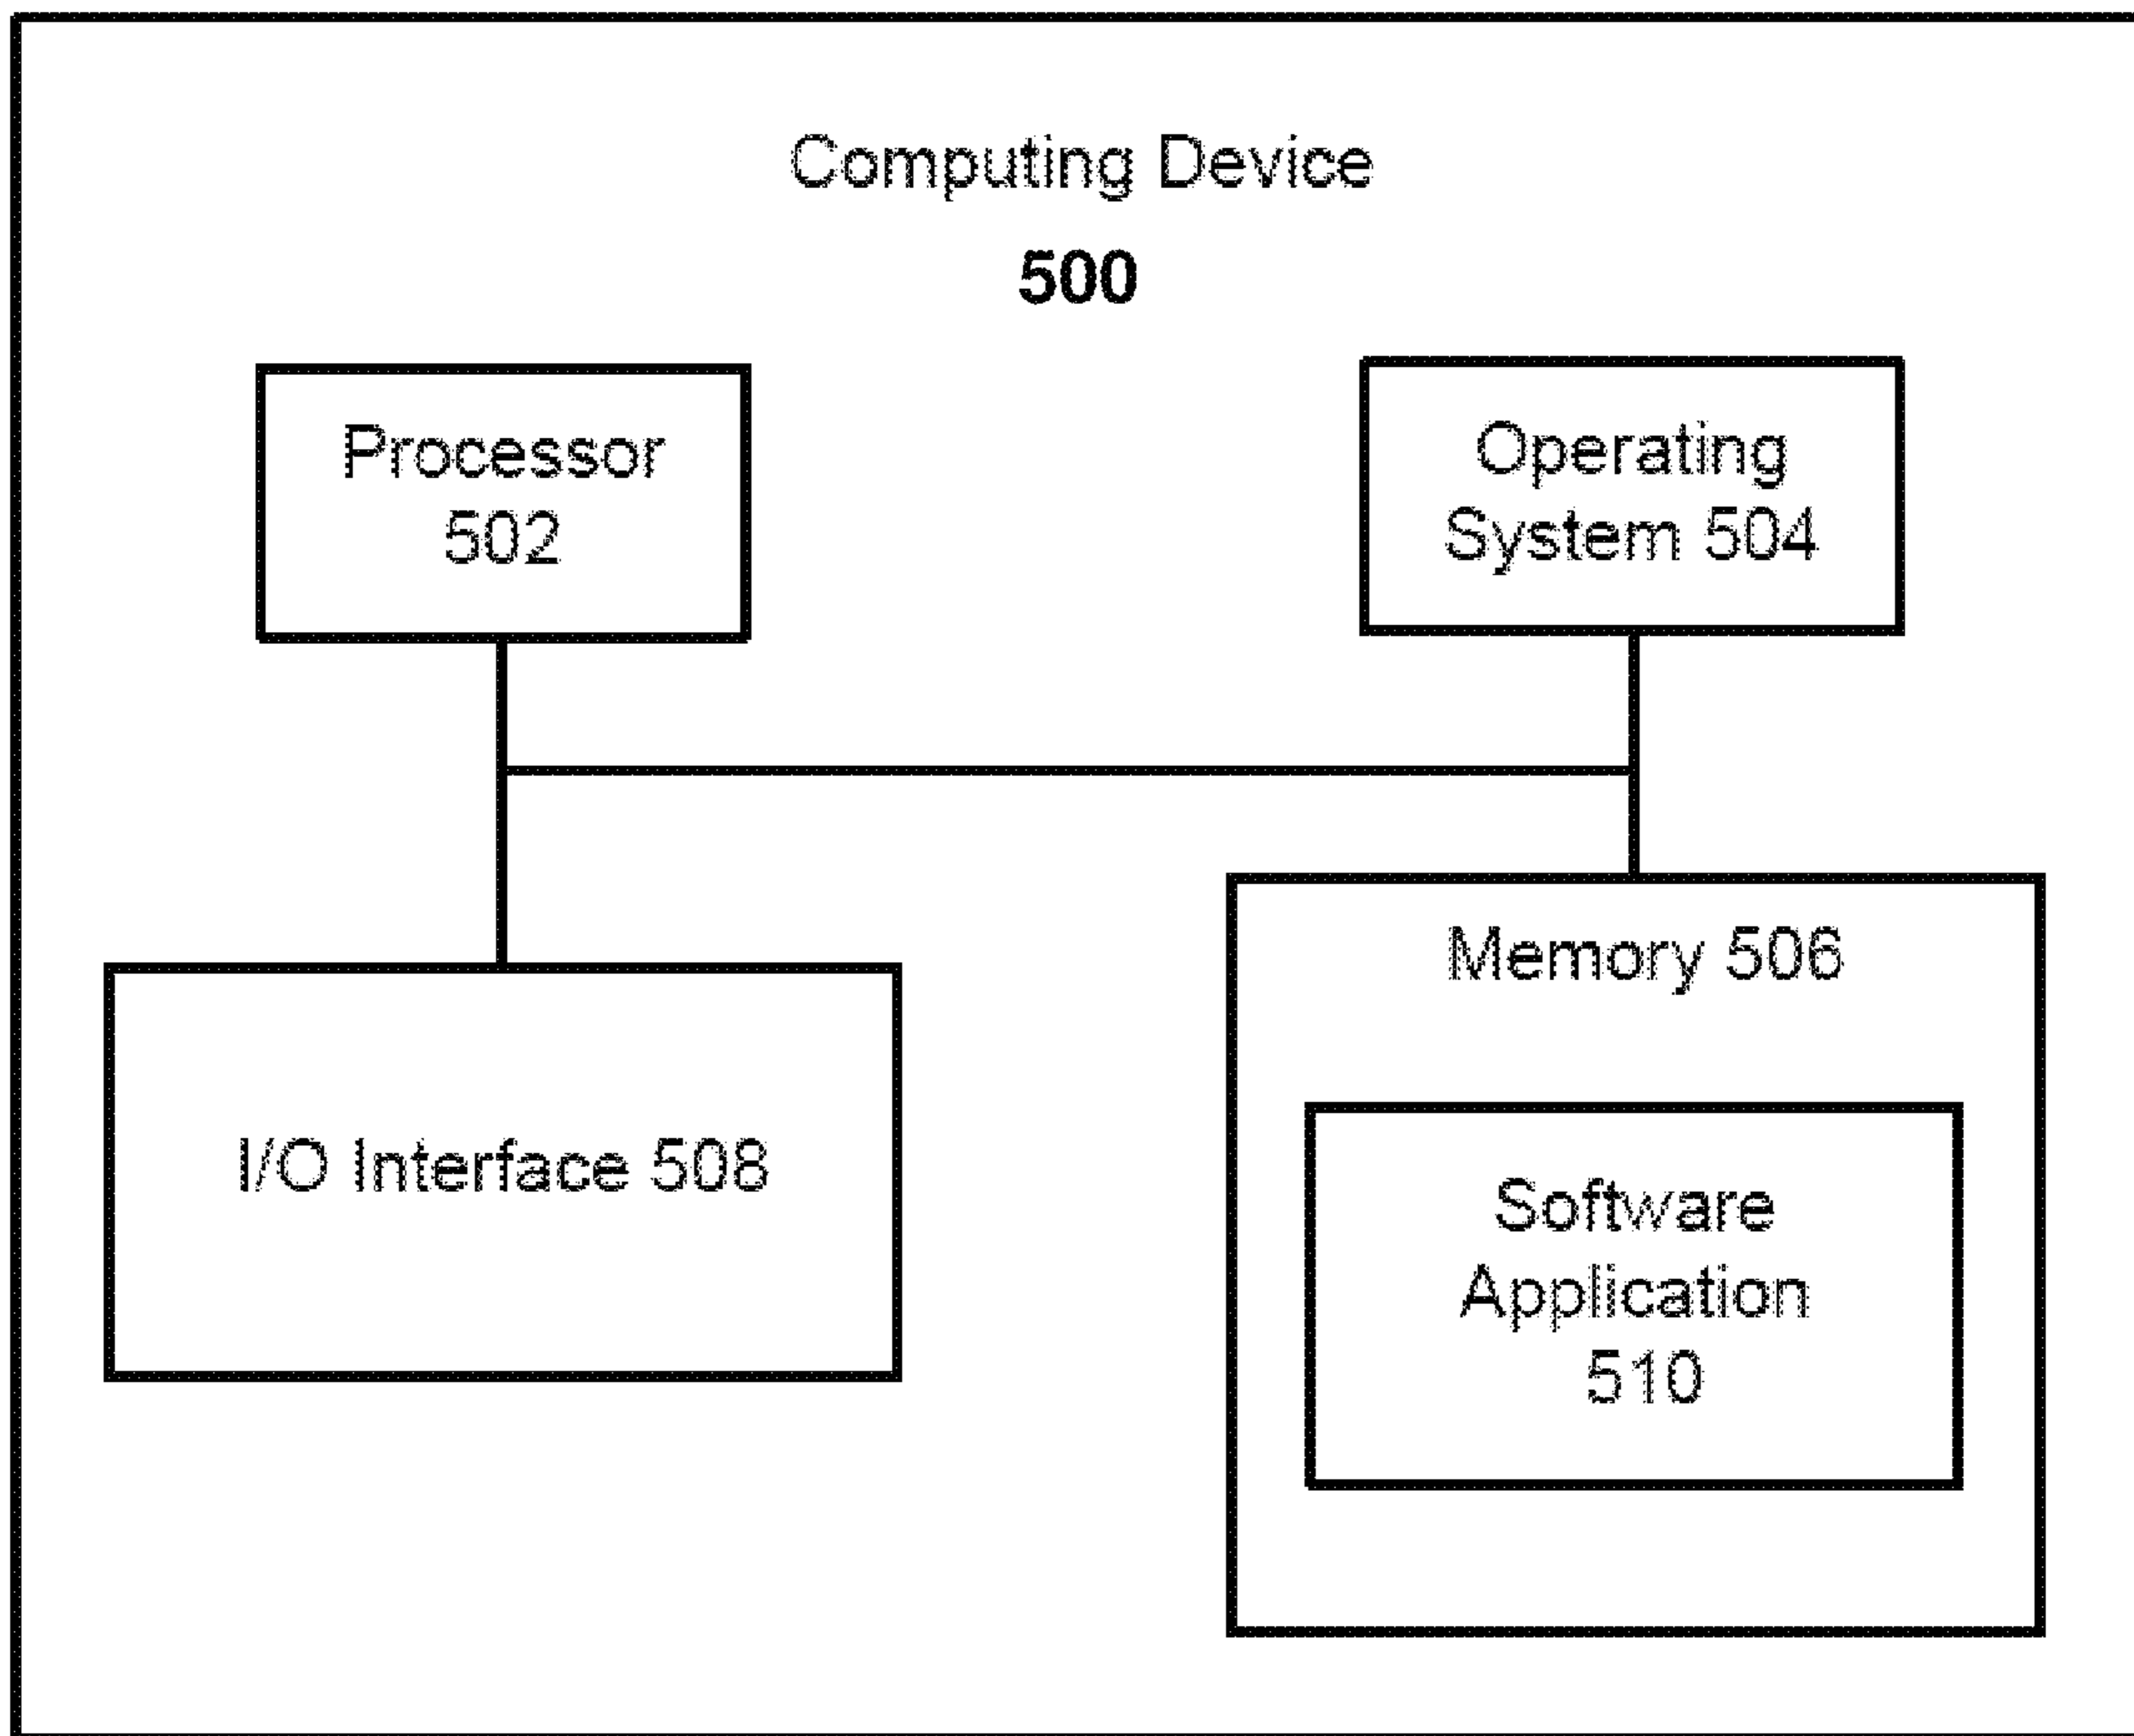 Computing Device
500
Processor
502
Operating
System 504
Memory 506
I/O Interface 508
Software
Application
510